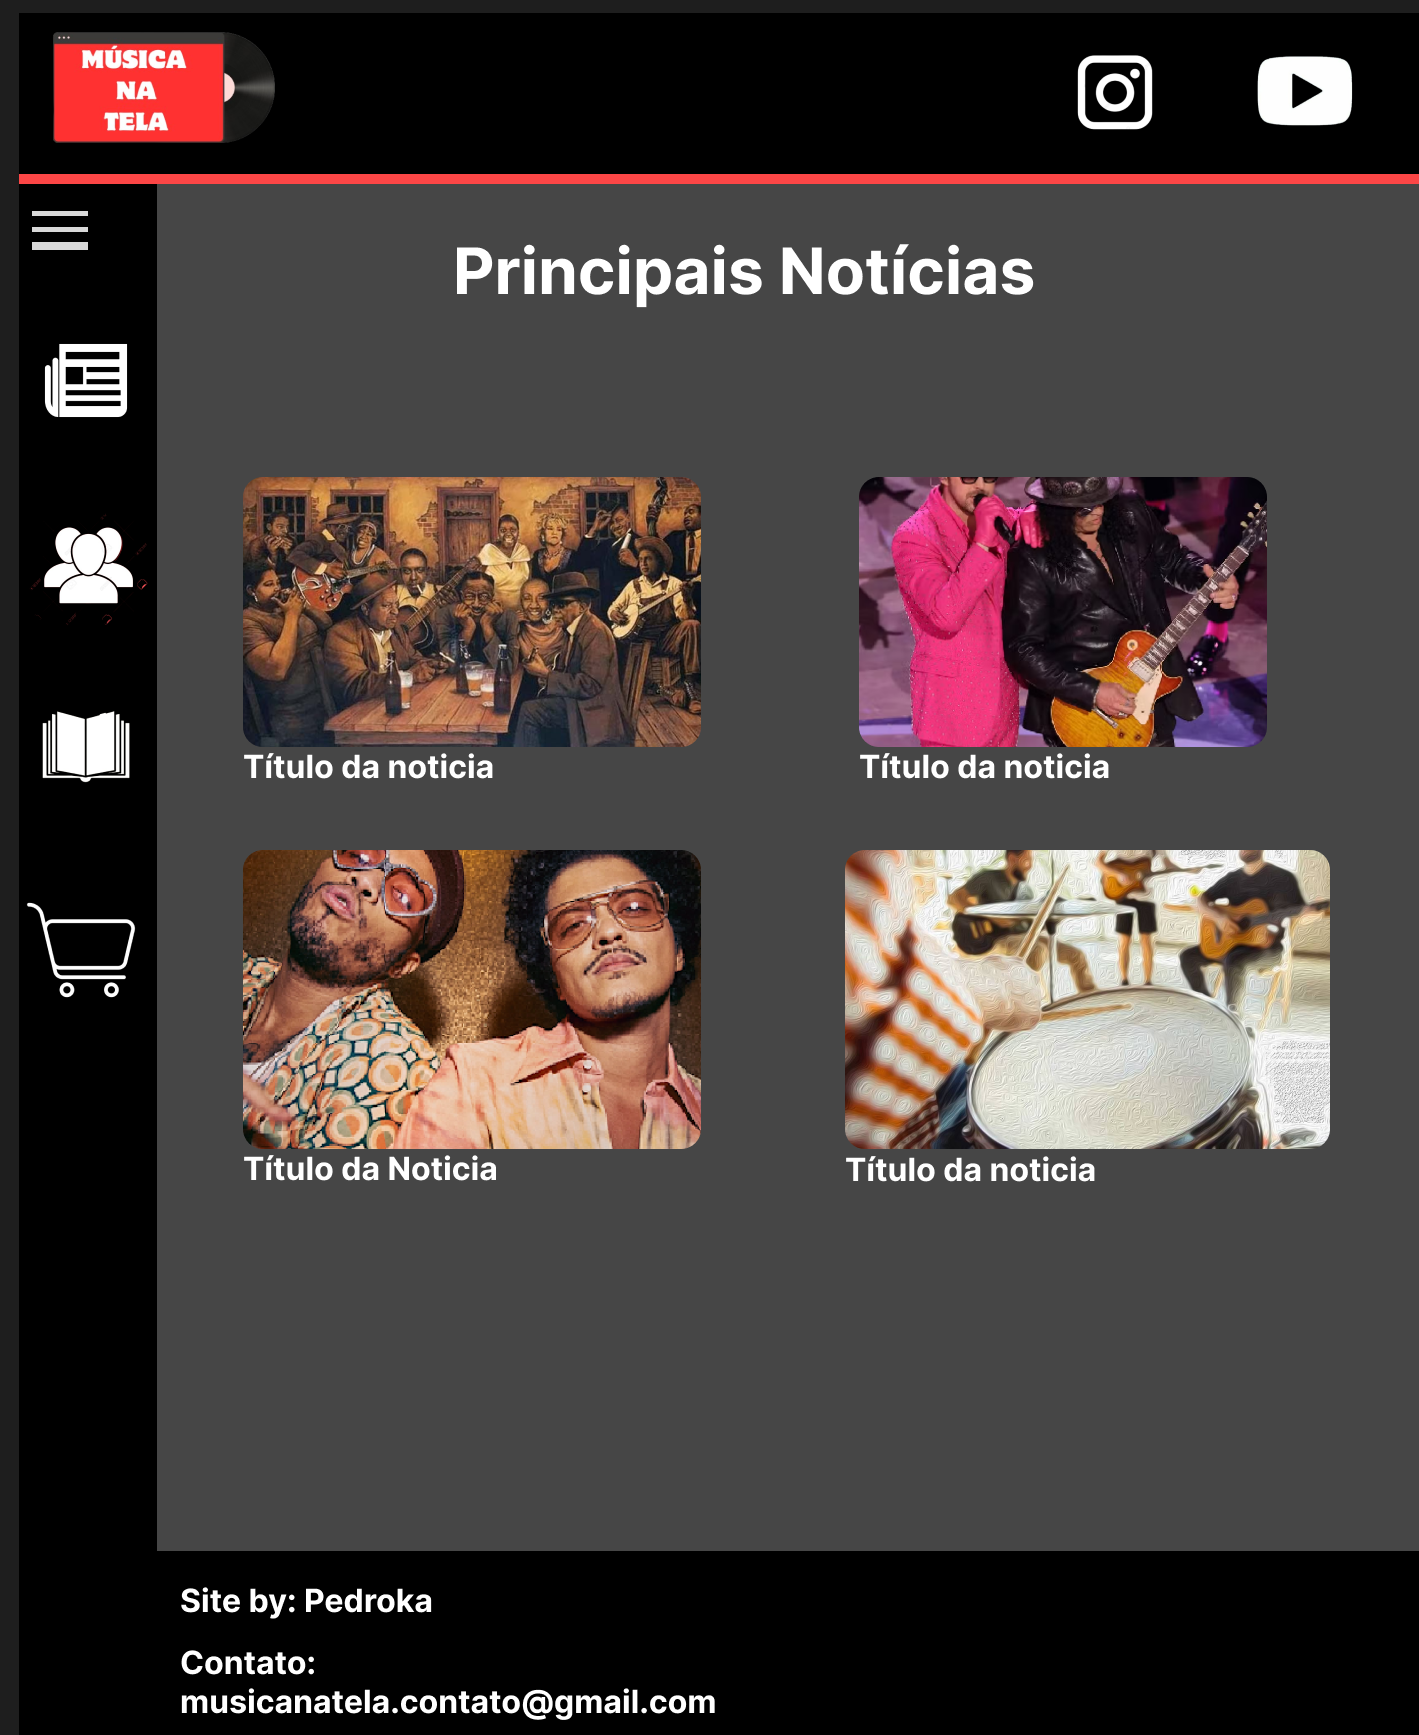 MÚSICA
NA
TELA
Principais Notícias
Título da noticia
Título da noticia
Título da Noticia
Título da noticia
Site by: Pedroka
Contato:
musicanatela.contato@gmail.com